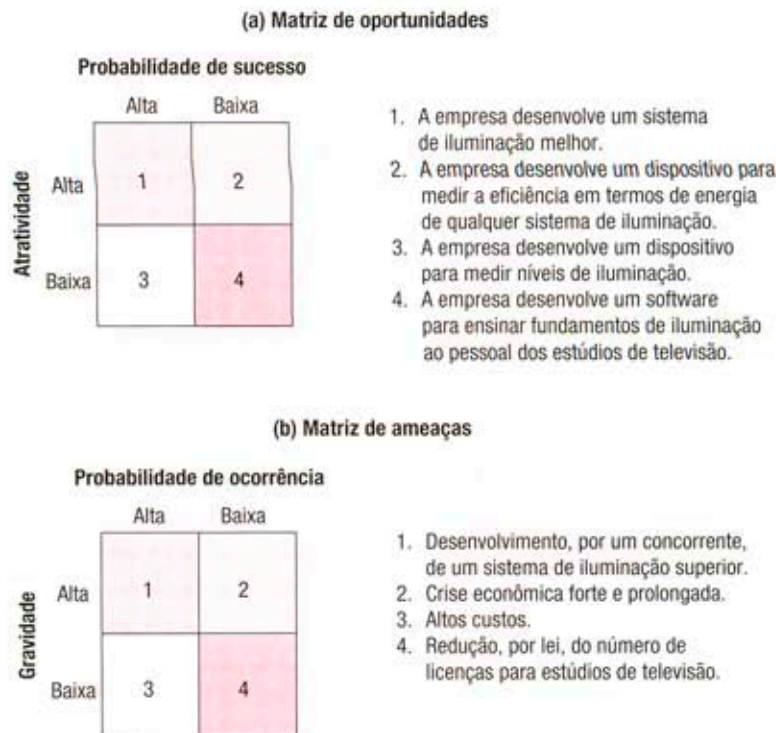 (a) Matriz de oportunidades
Probabilidade de sucesso
Alta Baixa
Atratividade
Alta 1 2
Baixa 3 4
1. A empresa desenvolve um sistema
de iluminação melhor.
2. A empresa desenvolve um dispositivo para
medir a eficiência em termos de energia
de qualquer sistema de iluminação.
3. A empresa desenvolve um dispositivo
para medir níveis de iluminação.
4. A empresa desenvolve um software
para ensinar fundamentos de iluminação
ao pessoal dos estúdios de televisão.
(b) Matriz de ameaças
Probabilidade de ocorrência
Alta Baixa
Gravidade
Alta 1 2
Baixa 3 4
1. Desenvolvimento, por um concorrente,
de um sistema de iluminação superior.
2. Crise econômica forte e prolongada.
3. Altos custos.
4. Redução, por lei, do número de
licenças para estúdios de televisão.